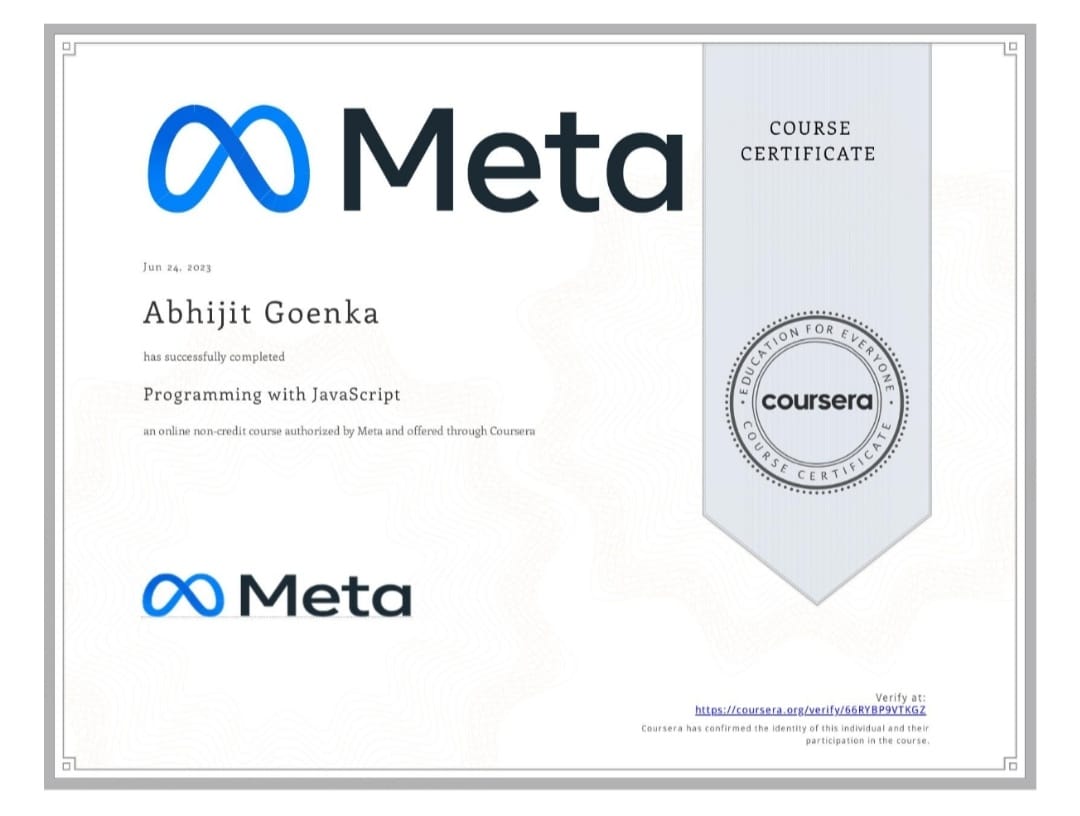 Meta
COURSE
CERTIFICATE
Jun 24, 2023
Abhijit Goenka
has successfully completed
Programming with JavaScript
an online non-credit course authorized by Meta and offered through Coursera
EDUCATION FOR EVERYONE
coursera
COURSE CERTIFICATE
Meta
Verify at:
https://coursera.org/verify/66RYBP9VTKGZ
Coursera has confirmed the identity of this individual and their
participation in the course.